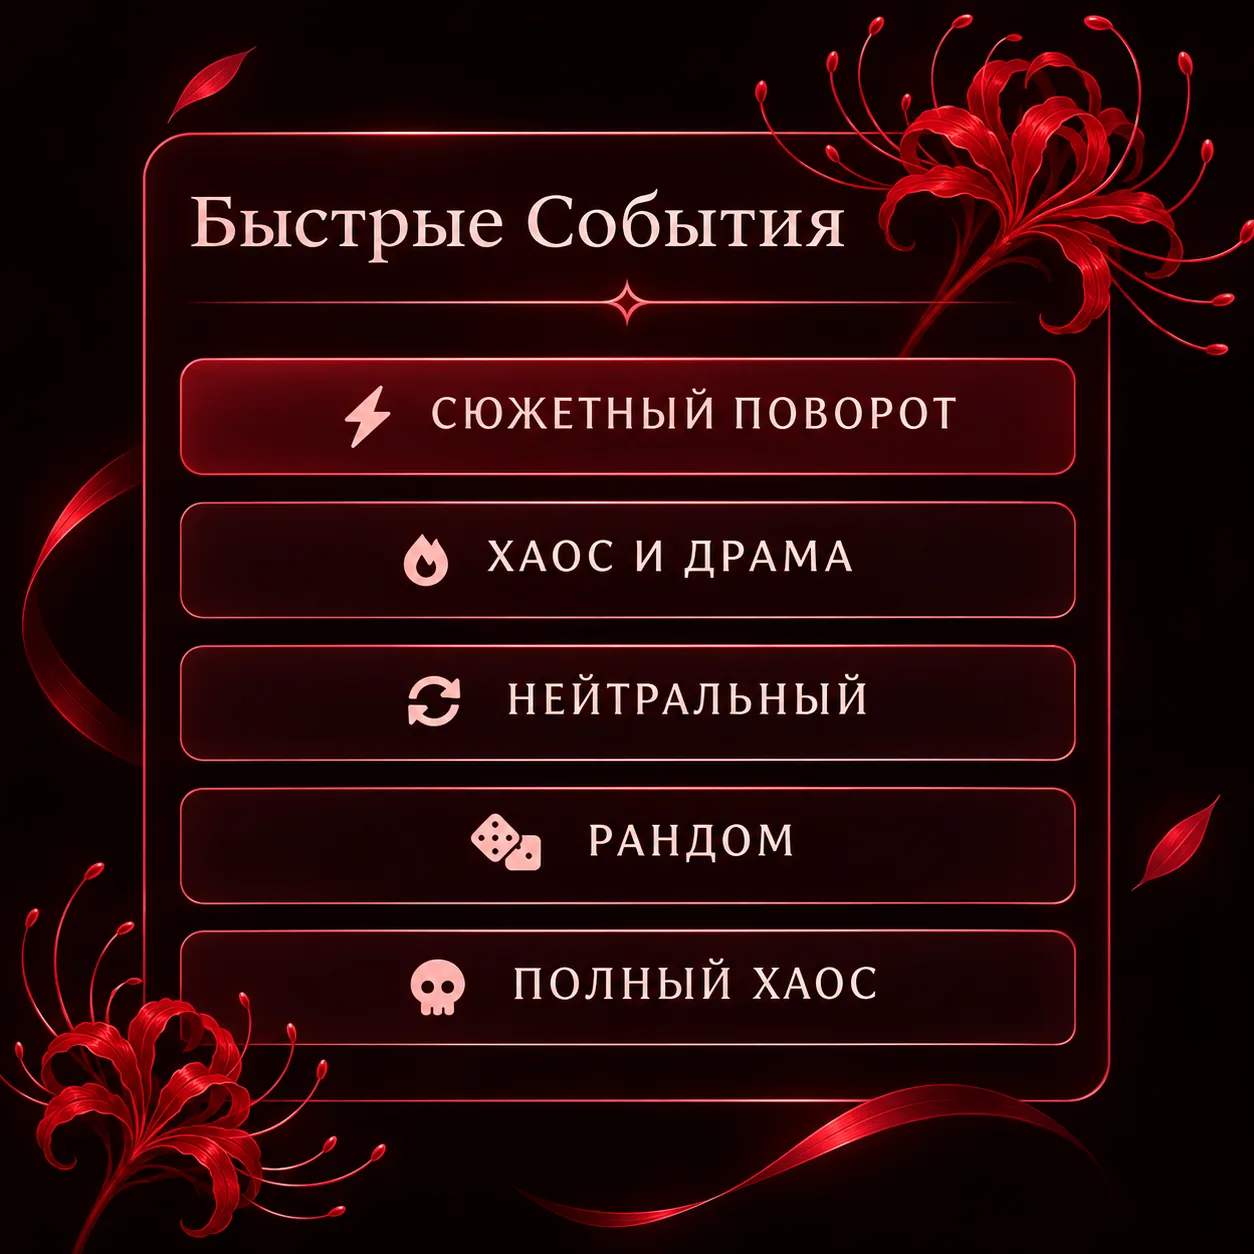 Быстрые События
СЮЖЕТНЫЙ ПОВОРОТ
ХАОС И ДРАМА
НЕЙТРАЛЬНЫЙ
РАНДОМ
ПОЛНЫЙ ХАОС